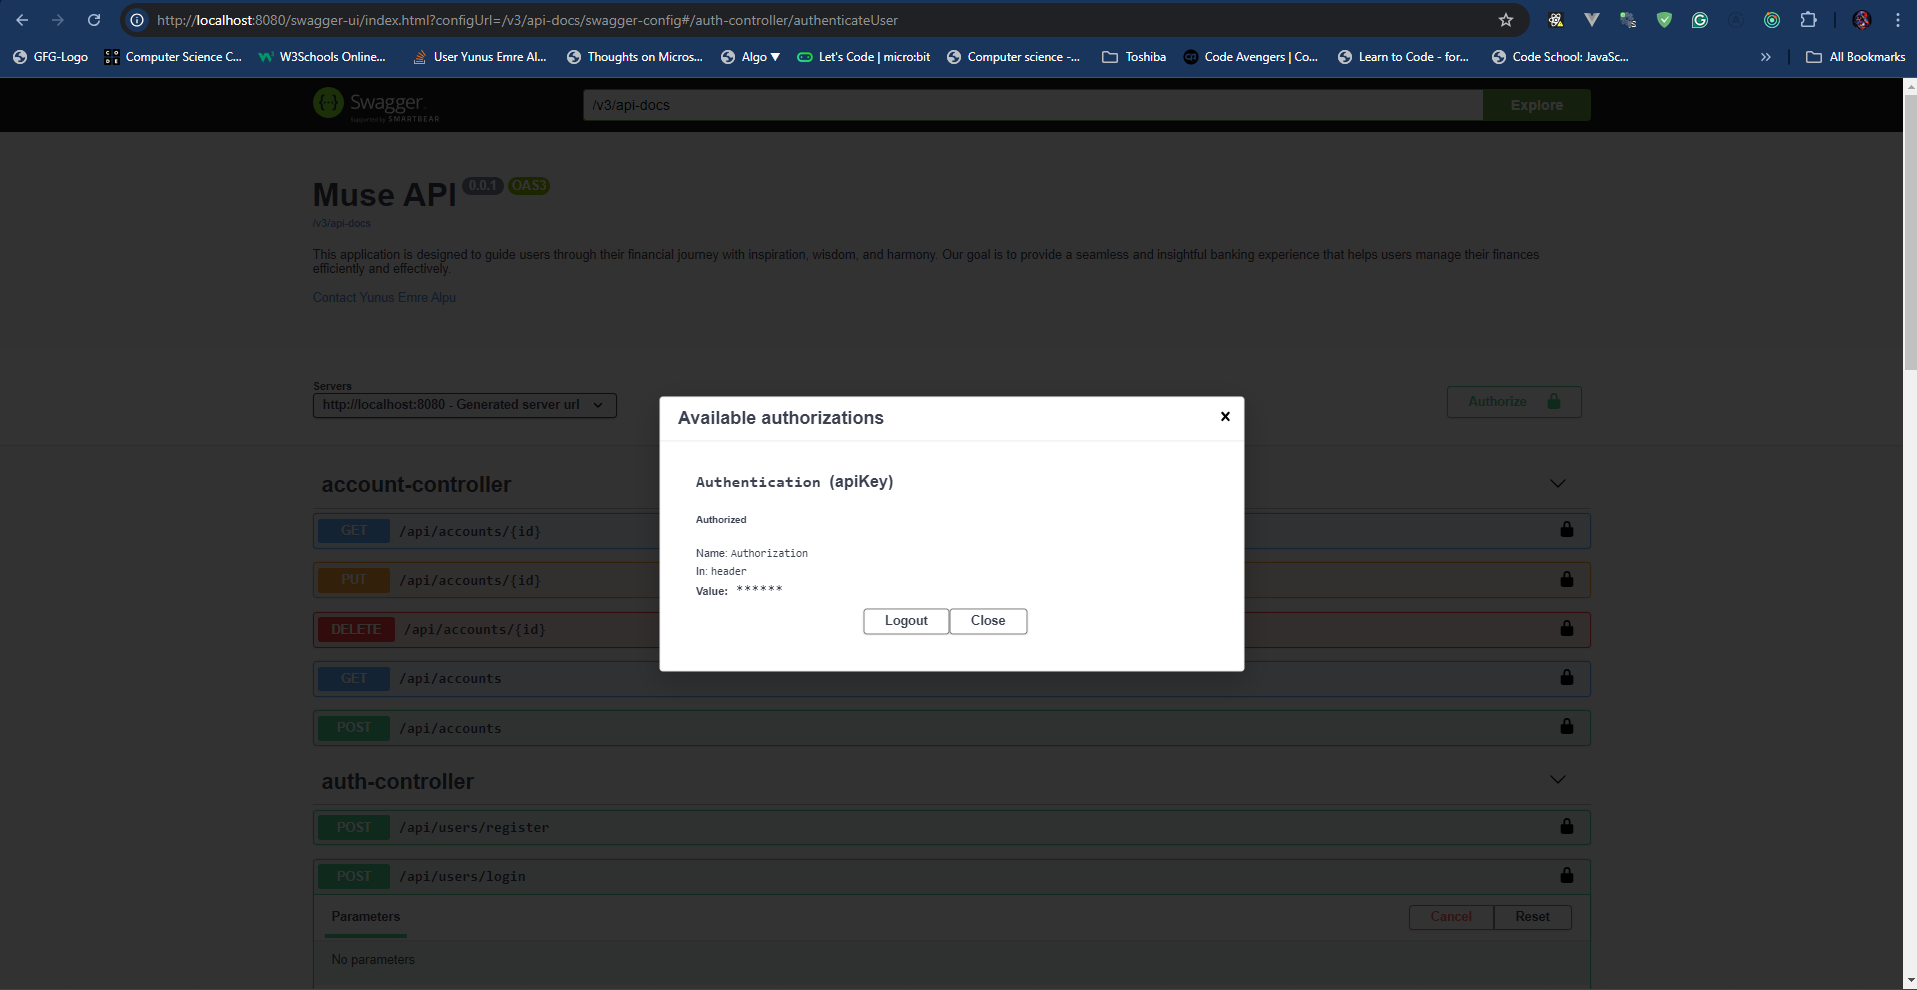 http://localhost:8080/swagger-ui/index.html?configUrl=/v3/api-docs/swagger-config#/auth-controller/authenticateUser
GFG-Logo Computer Science C... W3Schools Online... User Yunus Emre Al... Thoughts on Micros... Algo ▼ Let's Code | micro:bit Computer science -... Toshiba Code Avengers | Co... Learn to Code - for... Code School: JavaSc... » All Bookmarks
Swagger.
Supported by SMARTBEAR
/v3/api-docs
Explore
Muse API 0.0.1 OAS3
/v3/api-docs
This application is designed to guide users through their financial journey with inspiration, wisdom, and harmony. Our goal is to provide a seamless and insightful banking experience that helps users manage their finances
efficiently and effectively.
Contact Yunus Emre Alpu
Servers
http://localhost:8080 - Generated server url
Authorize
Available authorizations
Authentication (apiKey)
Authorized
Name: Authorization
In: header
Value: ******
Logout Close
account-controller
GET /api/accounts/{id}
PUT /api/accounts/{id}
DELETE /api/accounts/{id}
GET /api/accounts
POST /api/accounts
auth-controller
POST /api/users/register
POST /api/users/login
Parameters
Cancel Reset
No parameters